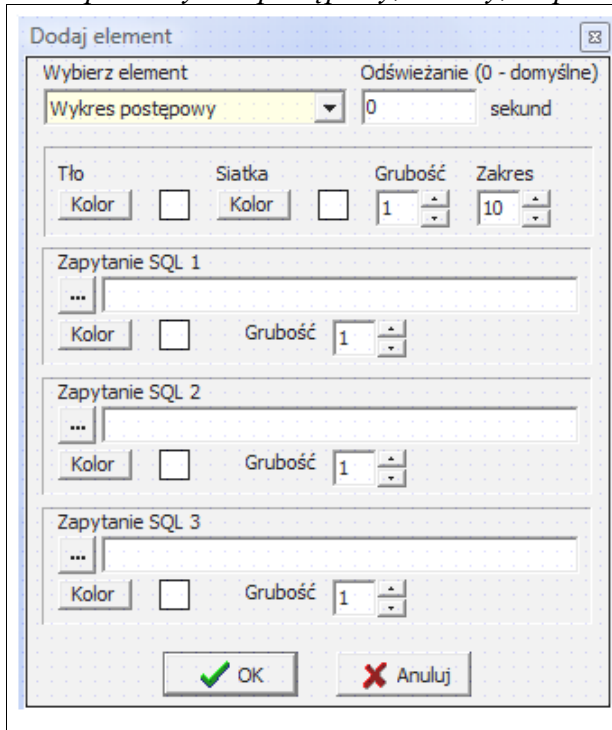 Dodaj element
Wybierz element Odświeżanie (0 - domyślne)
Wykres postępowy 0 sekund
Tło Siatka Grubość Zakres
Kolor Kolor 1 10
Zapytanie SQL 1
...
Kolor Grubość 1
Zapytanie SQL 2
...
Kolor Grubość 1
Zapytanie SQL 3
...
Kolor Grubość 1
OK Anuluj